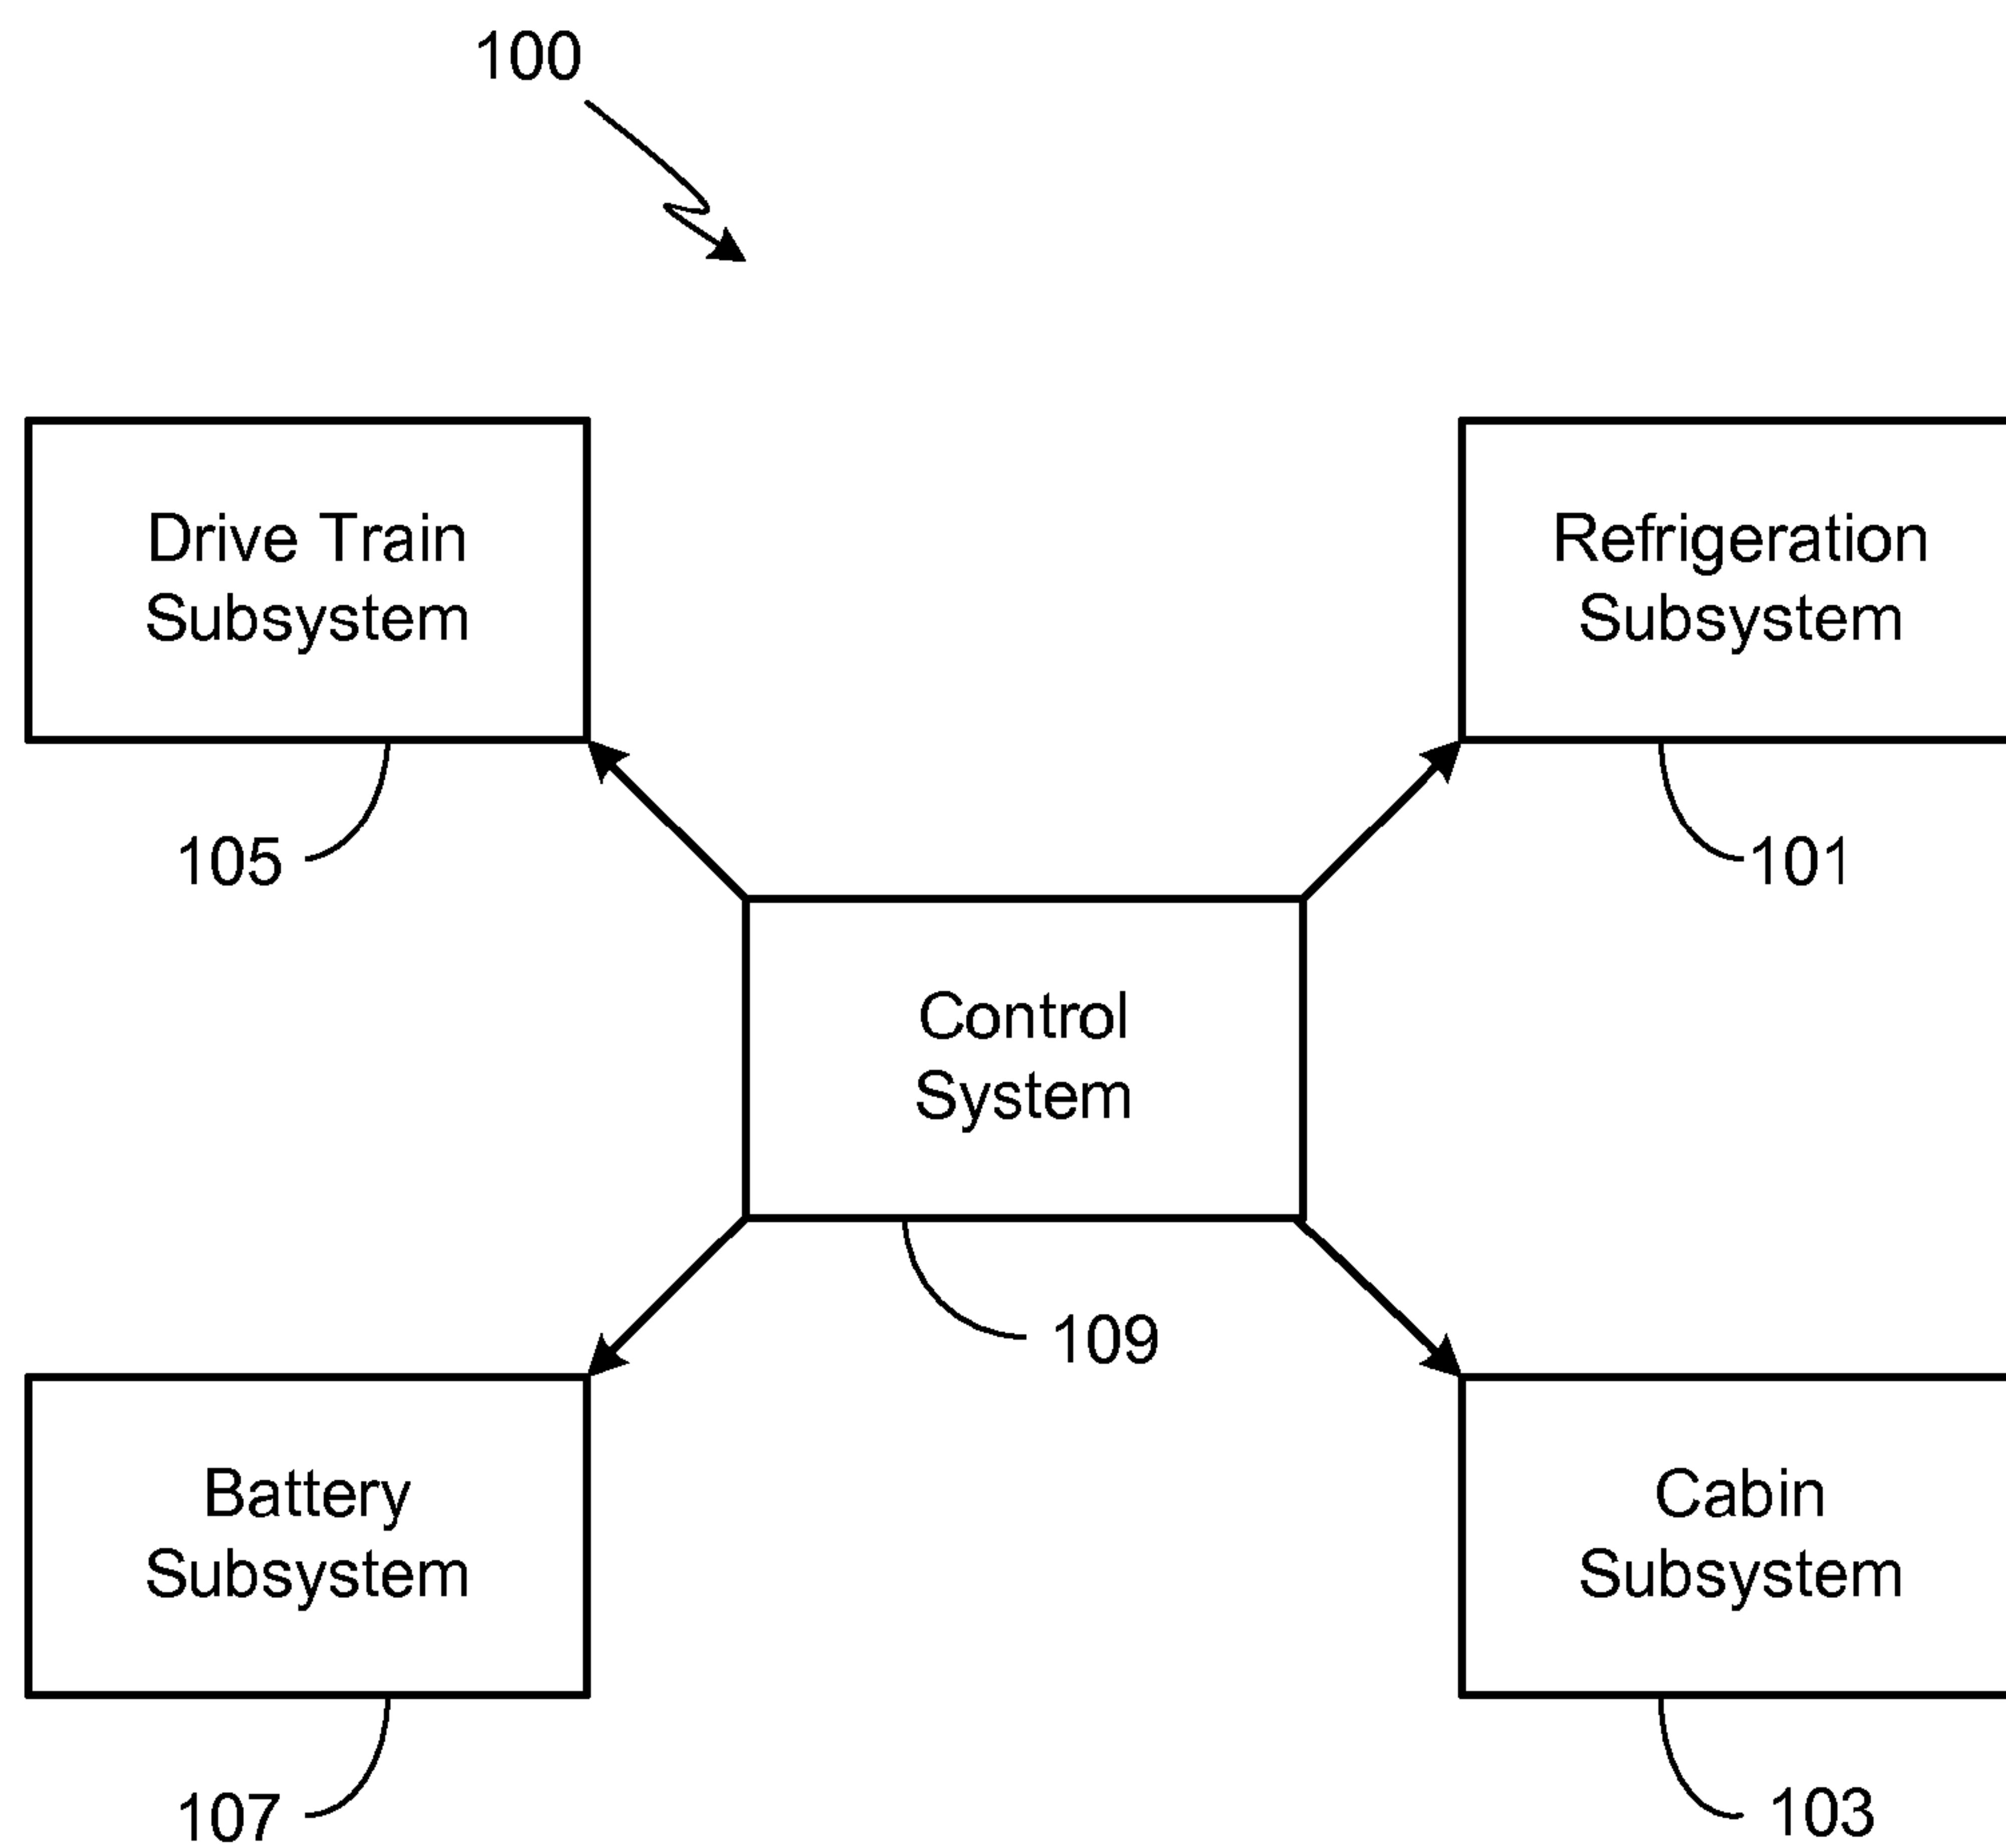 100
Drive Train
Subsystem
Refrigeration
Subsystem
105
101
Control
System
109
Battery
Subsystem
Cabin
Subsystem
107
103